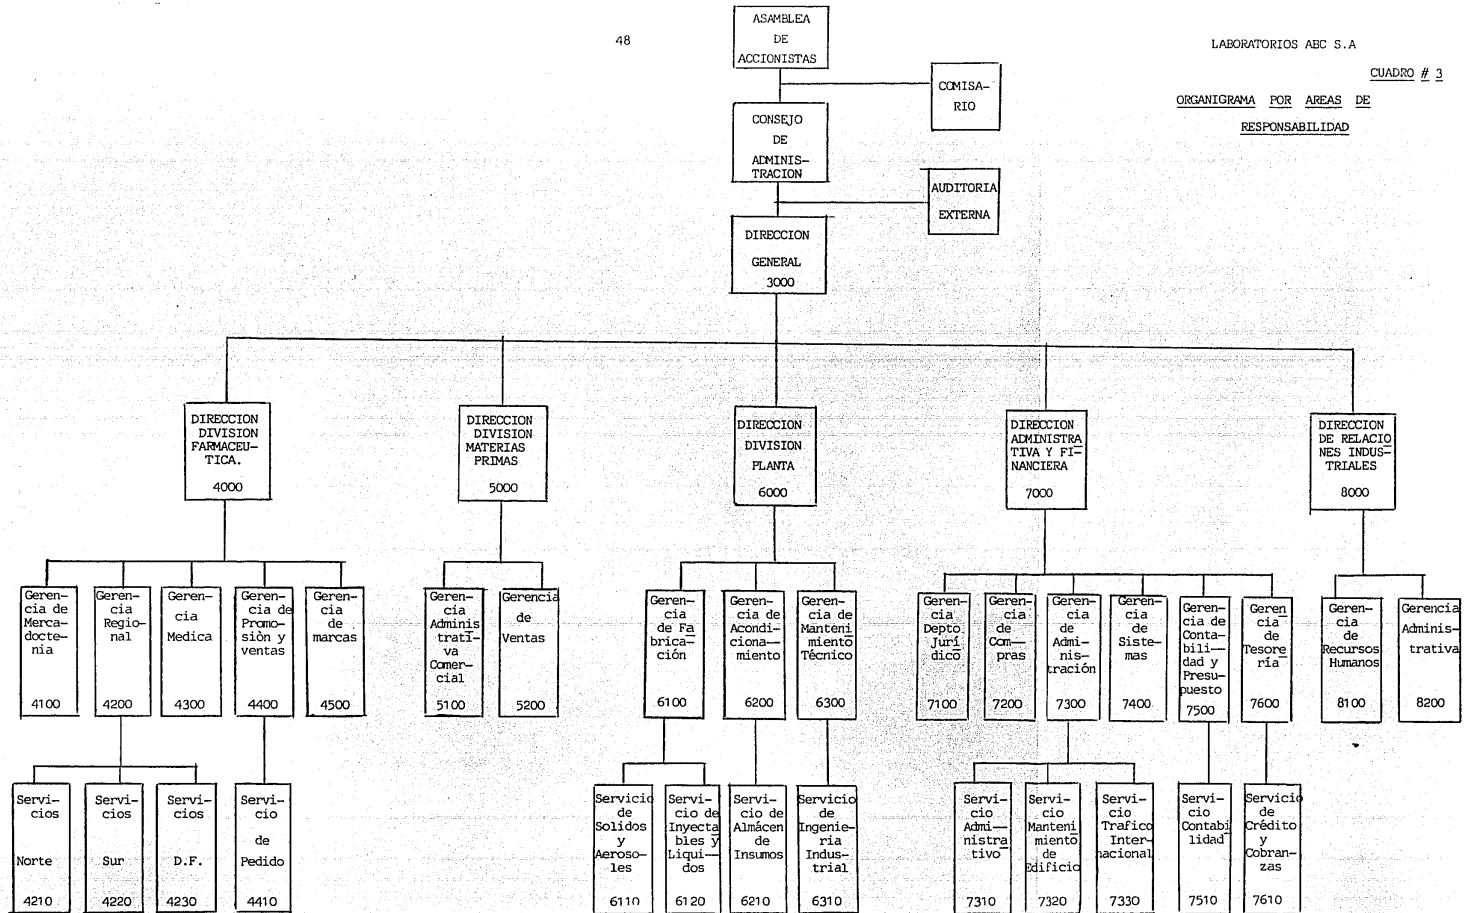 48
LABORATORIOS ABC S.A
CUADRO # 3
ORGANIGRAMA POR AREAS DE
RESPONSABILIDAD
ASAMBLEA
DE
ACCIONISTAS
COMISA-
RIO
CONSEJO
DE
ADMINIS-
TRACION
AUDITORIA
EXTERNA
DIRECCION
GENERAL
3000
DIRECCION
DIVISION
FARMACEU-
TICA.
4000
DIRECCION
DIVISION
MATERIAS
PRIMAS
5000
DIRECCION
DIVISION
PLANTA
6000
DIRECCION
ADMINISTRA
TIVA Y FI-
NANCIERA
7000
DIRECCION
DE RELACIO
NES INDUS-
TRIALES
8000
Geren-
cia de
Merca-
docte-
nia
4100
Geren-
cia
Regio-
nal
4200
Geren-
cia
Medica
4300
Geren-
cia de
Promo-
siòn y
ventas
4400
Geren-
cia
de
marcas
4500
Geren-
cia
Adminis
trati-
va
Comer-
cial
5100
Gerencia
de
Ventas
5200
Geren-
cia
de Fa
brica-
ción
6100
Geren-
cia de
Acondi-
ciona-
miento
6200
Geren-
cia de
Manteni
miento
Técnico
6300
Geren-
cia
Depto.
Juri
dico
7100
Geren-
cia
de
Com--
pras
7200
Geren-
cia
de
Admi-
nis-
tración
7300
Geren-
cia
de
Siste-
mas
7400
Geren-
cia de
Conta-
bili--
dad y
Presu-
puesto
7500
Geren
cia
de
Tesore
ría
7600
Geren-
cia
de
Recursos
Humanos
8100
Gerencia
Adminis-
trativa
8200
Servi-
cios
Norte
4210
Servi-
cios
Sur
4220
Servi-
cios
D.F.
4230
Servi-
cio
de
Pedido
4410
Servicio
de
Solidos
y
Aeroso-
les
6110
Servi-
cio de
Inyecta
bles y
Liqui--
dos
6120
Servi-
cio de
Almácen
de
Insumos
6210
Servicio
de
Ingenie-
ria
Indus-
trial
6310
Servi-
cio
Admi--
nistra
tivo
7310
Servi-
cio
Manteni
miento
de
Edificio
7320
Servi-
cio
Trafico
Inter-
nacional
7330
Servi-
cio
Contabi
lidad
7510
Servicio
de
Crédito
y
Cobran-
zas
7610